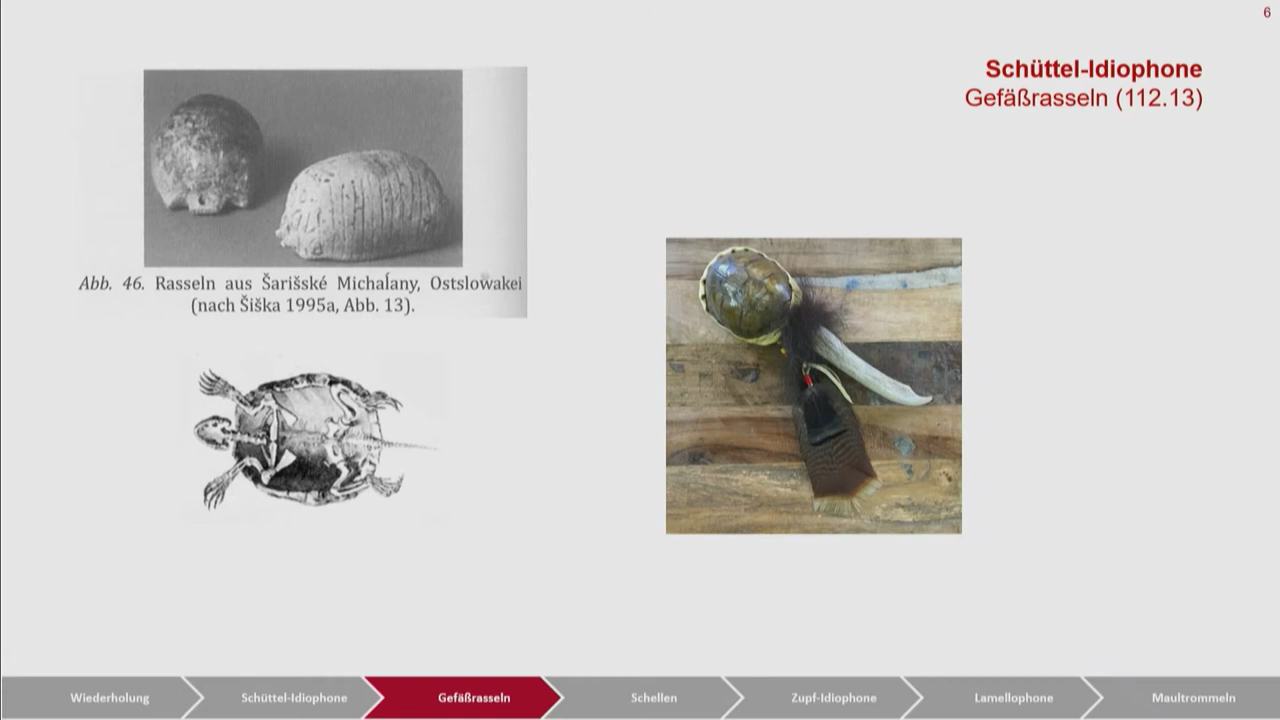 6
Schüttel-Idiophone
Gefäßrasseln (112.13)
Abb. 46. Rasseln aus Šarišské Michaľany, Ostslowakei
(nach Šiška 1995a, Abb. 13).
Wiederholung
Schüttel-Idiophone
Gefäßrasseln
Schellen
Zupf-Idiophone
Lamellophone
Maultrommeln